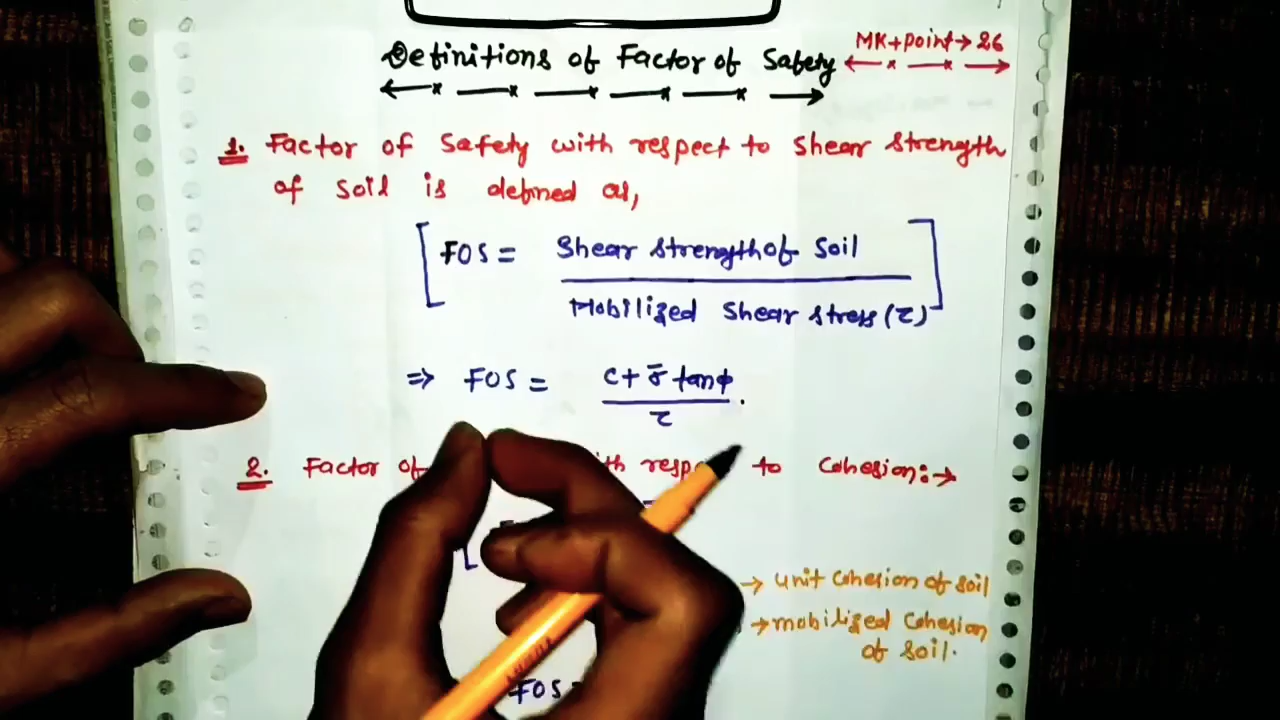 Definitions of Factor of Safety
MK+Point→26
1. Factor of Safety with respect to Shear Strength
of Soil is defined as,
FOS = Shear Strength of Soil
Mobilized Shear stress (τ)
⇒ FOS = C + σ̄ tanϕ
τ
2. Factor of with to Cohesion:→
→ unit Cohesion of soil
→ mobilized Cohesion
of soil.
FOS